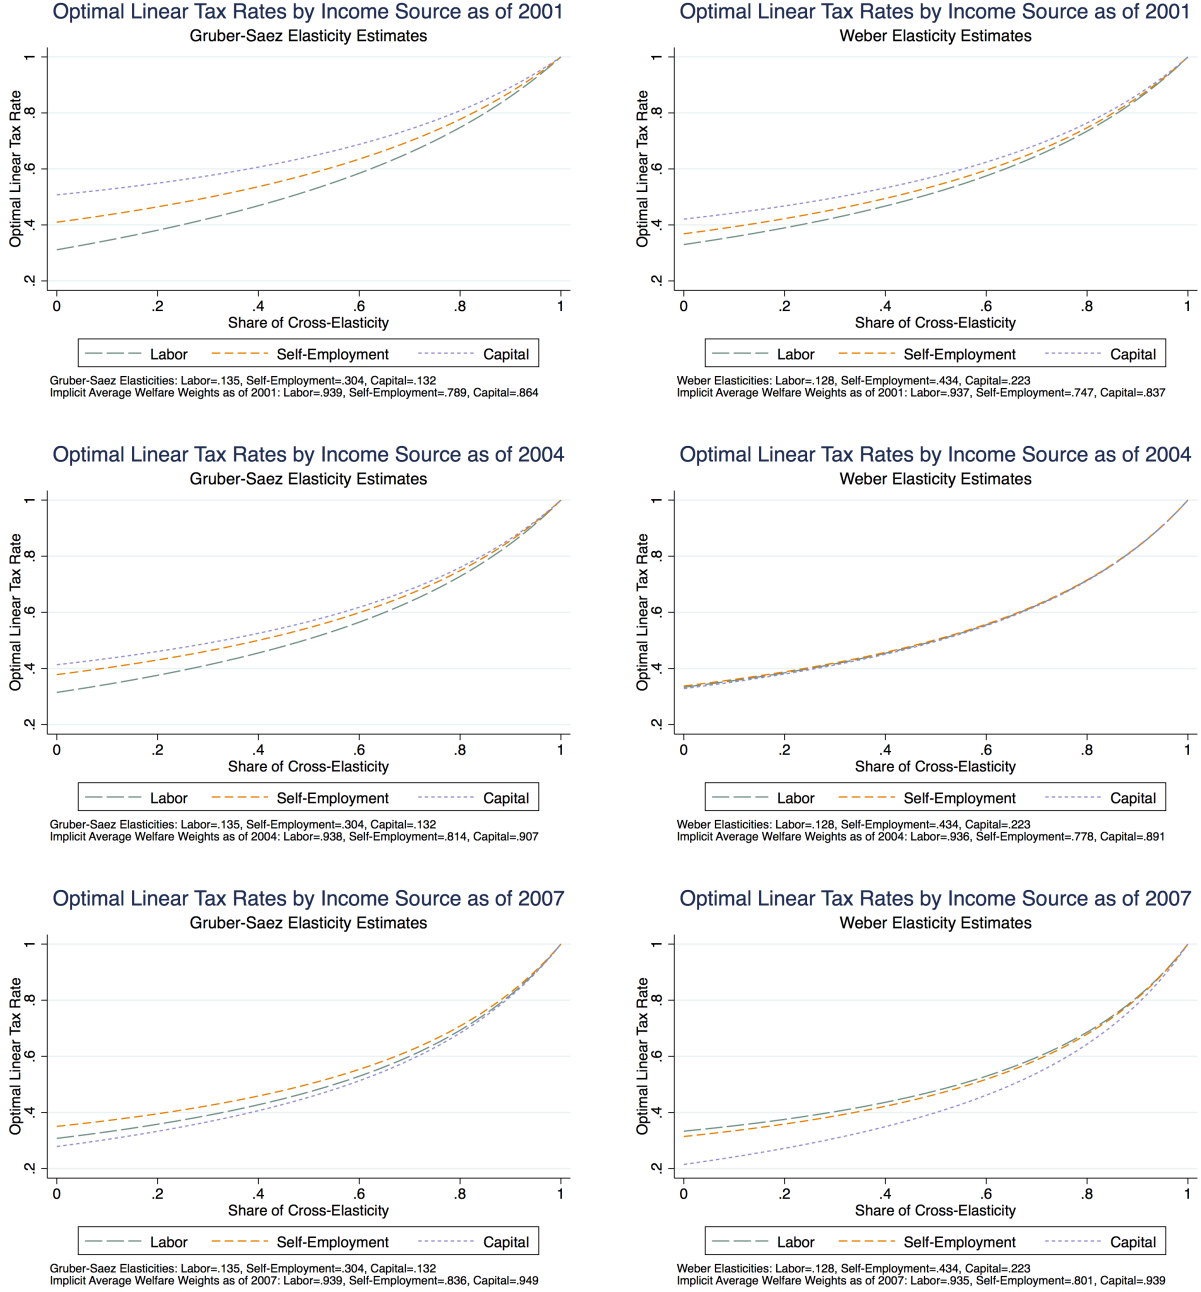 Optimal Linear Tax Rates by Income Source as of 2001
Gruber-Saez Elasticity Estimates
Optimal Linear Tax Rate
1
.8
.6
.4
.2
0 .2 .4 .6 .8 1
Share of Cross-Elasticity
Labor Self-Employment Capital
Gruber-Saez Elasticities: Labor=.135, Self-Employment=.304, Capital=.132
Implicit Average Welfare Weights as of 2001: Labor=.939, Self-Employment=.789, Capital=.864
Optimal Linear Tax Rates by Income Source as of 2001
Weber Elasticity Estimates
Optimal Linear Tax Rate
1
.8
.6
.4
.2
0 .2 .4 .6 .8 1
Share of Cross-Elasticity
Labor Self-Employment Capital
Weber Elasticities: Labor=.128, Self-Employment=.434, Capital=.223
Implicit Average Welfare Weights as of 2001: Labor=.937, Self-Employment=.747, Capital=.837
Optimal Linear Tax Rates by Income Source as of 2004
Gruber-Saez Elasticity Estimates
Optimal Linear Tax Rate
1
.8
.6
.4
.2
0 .2 .4 .6 .8 1
Share of Cross-Elasticity
Labor Self-Employment Capital
Gruber-Saez Elasticities: Labor=.135, Self-Employment=.304, Capital=.132
Implicit Average Welfare Weights as of 2004: Labor=.938, Self-Employment=.814, Capital=.907
Optimal Linear Tax Rates by Income Source as of 2004
Weber Elasticity Estimates
Optimal Linear Tax Rate
1
.8
.6
.4
.2
0 .2 .4 .6 .8 1
Share of Cross-Elasticity
Labor Self-Employment Capital
Weber Elasticities: Labor=.128, Self-Employment=.434, Capital=.223
Implicit Average Welfare Weights as of 2004: Labor=.936, Self-Employment=.778, Capital=.891
Optimal Linear Tax Rates by Income Source as of 2007
Gruber-Saez Elasticity Estimates
Optimal Linear Tax Rate
1
.8
.6
.4
.2
0 .2 .4 .6 .8 1
Share of Cross-Elasticity
Labor Self-Employment Capital
Gruber-Saez Elasticities: Labor=.135, Self-Employment=.304, Capital=.132
Implicit Average Welfare Weights as of 2007: Labor=.939, Self-Employment=.836, Capital=.949
Optimal Linear Tax Rates by Income Source as of 2007
Weber Elasticity Estimates
Optimal Linear Tax Rate
1
.8
.6
.4
.2
0 .2 .4 .6 .8 1
Share of Cross-Elasticity
Labor Self-Employment Capital
Weber Elasticities: Labor=.128, Self-Employment=.434, Capital=.223
Implicit Average Welfare Weights as of 2007: Labor=.935, Self-Employment=.801, Capital=.939